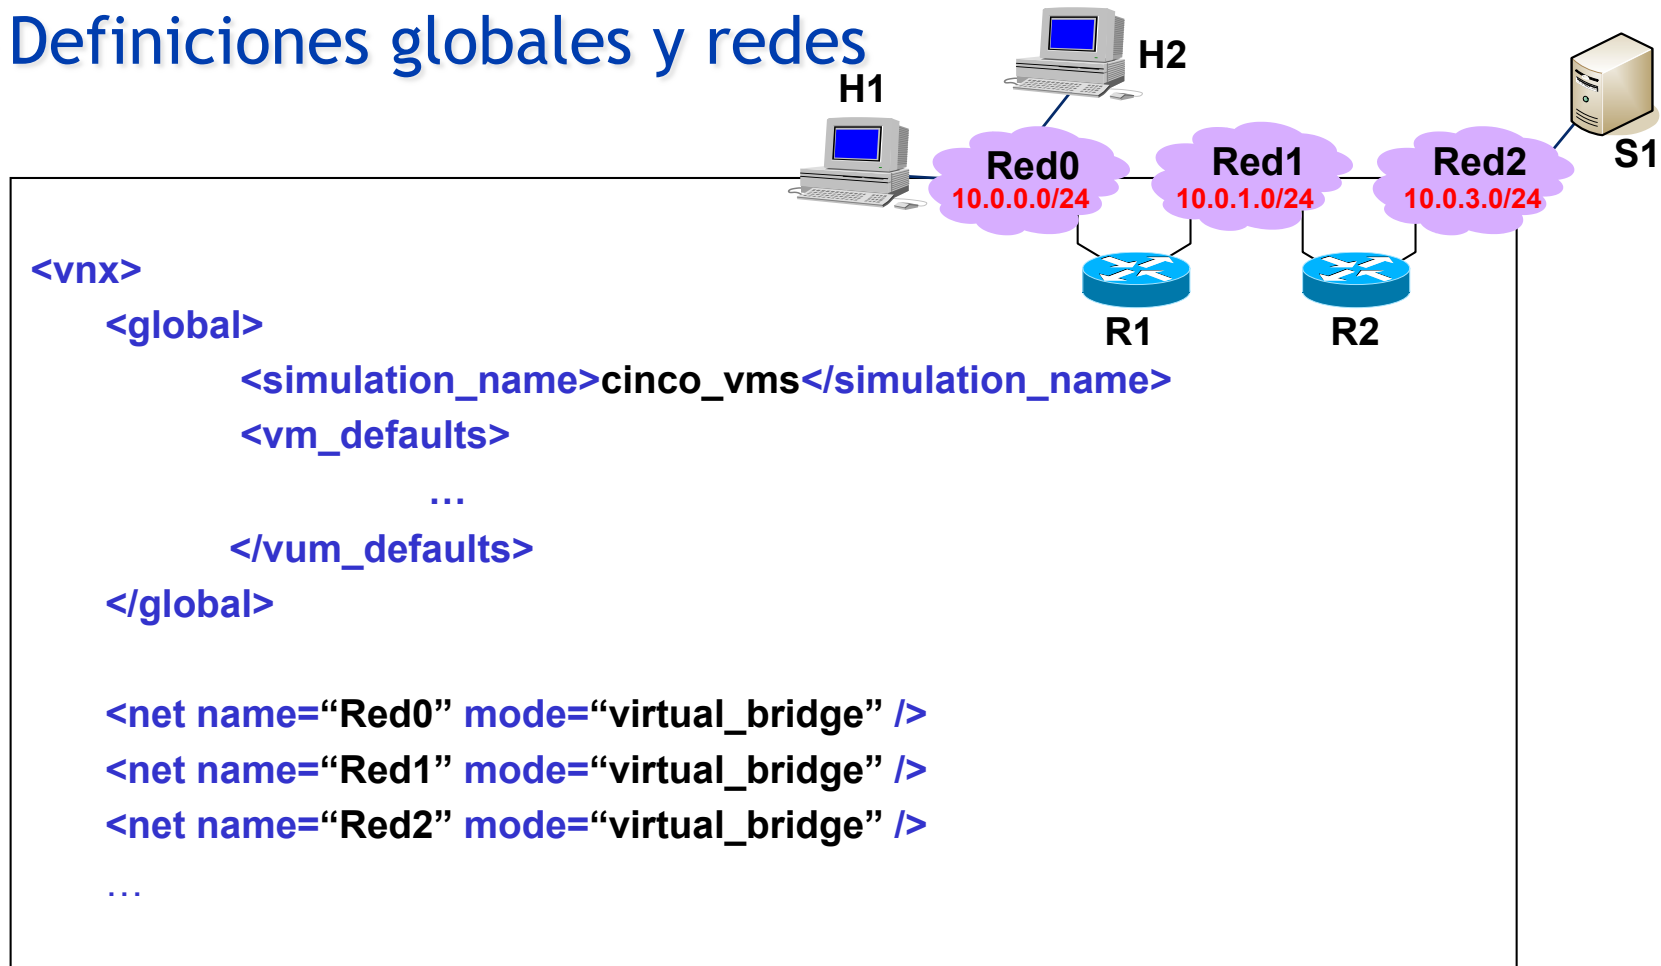 Definiciones globales y redes
H1
H2
S1
Red0
10.0.0.0/24
Red1
10.0.1.0/24
Red2
10.0.3.0/24
R1
R2
<vnx>
<global>
<simulation_name>cinco_vms</simulation_name>
<vm_defaults>
…
</vum_defaults>
</global>
<net name=“Red0” mode=“virtual_bridge” />
<net name=“Red1” mode=“virtual_bridge” />
<net name=“Red2” mode=“virtual_bridge” />
…